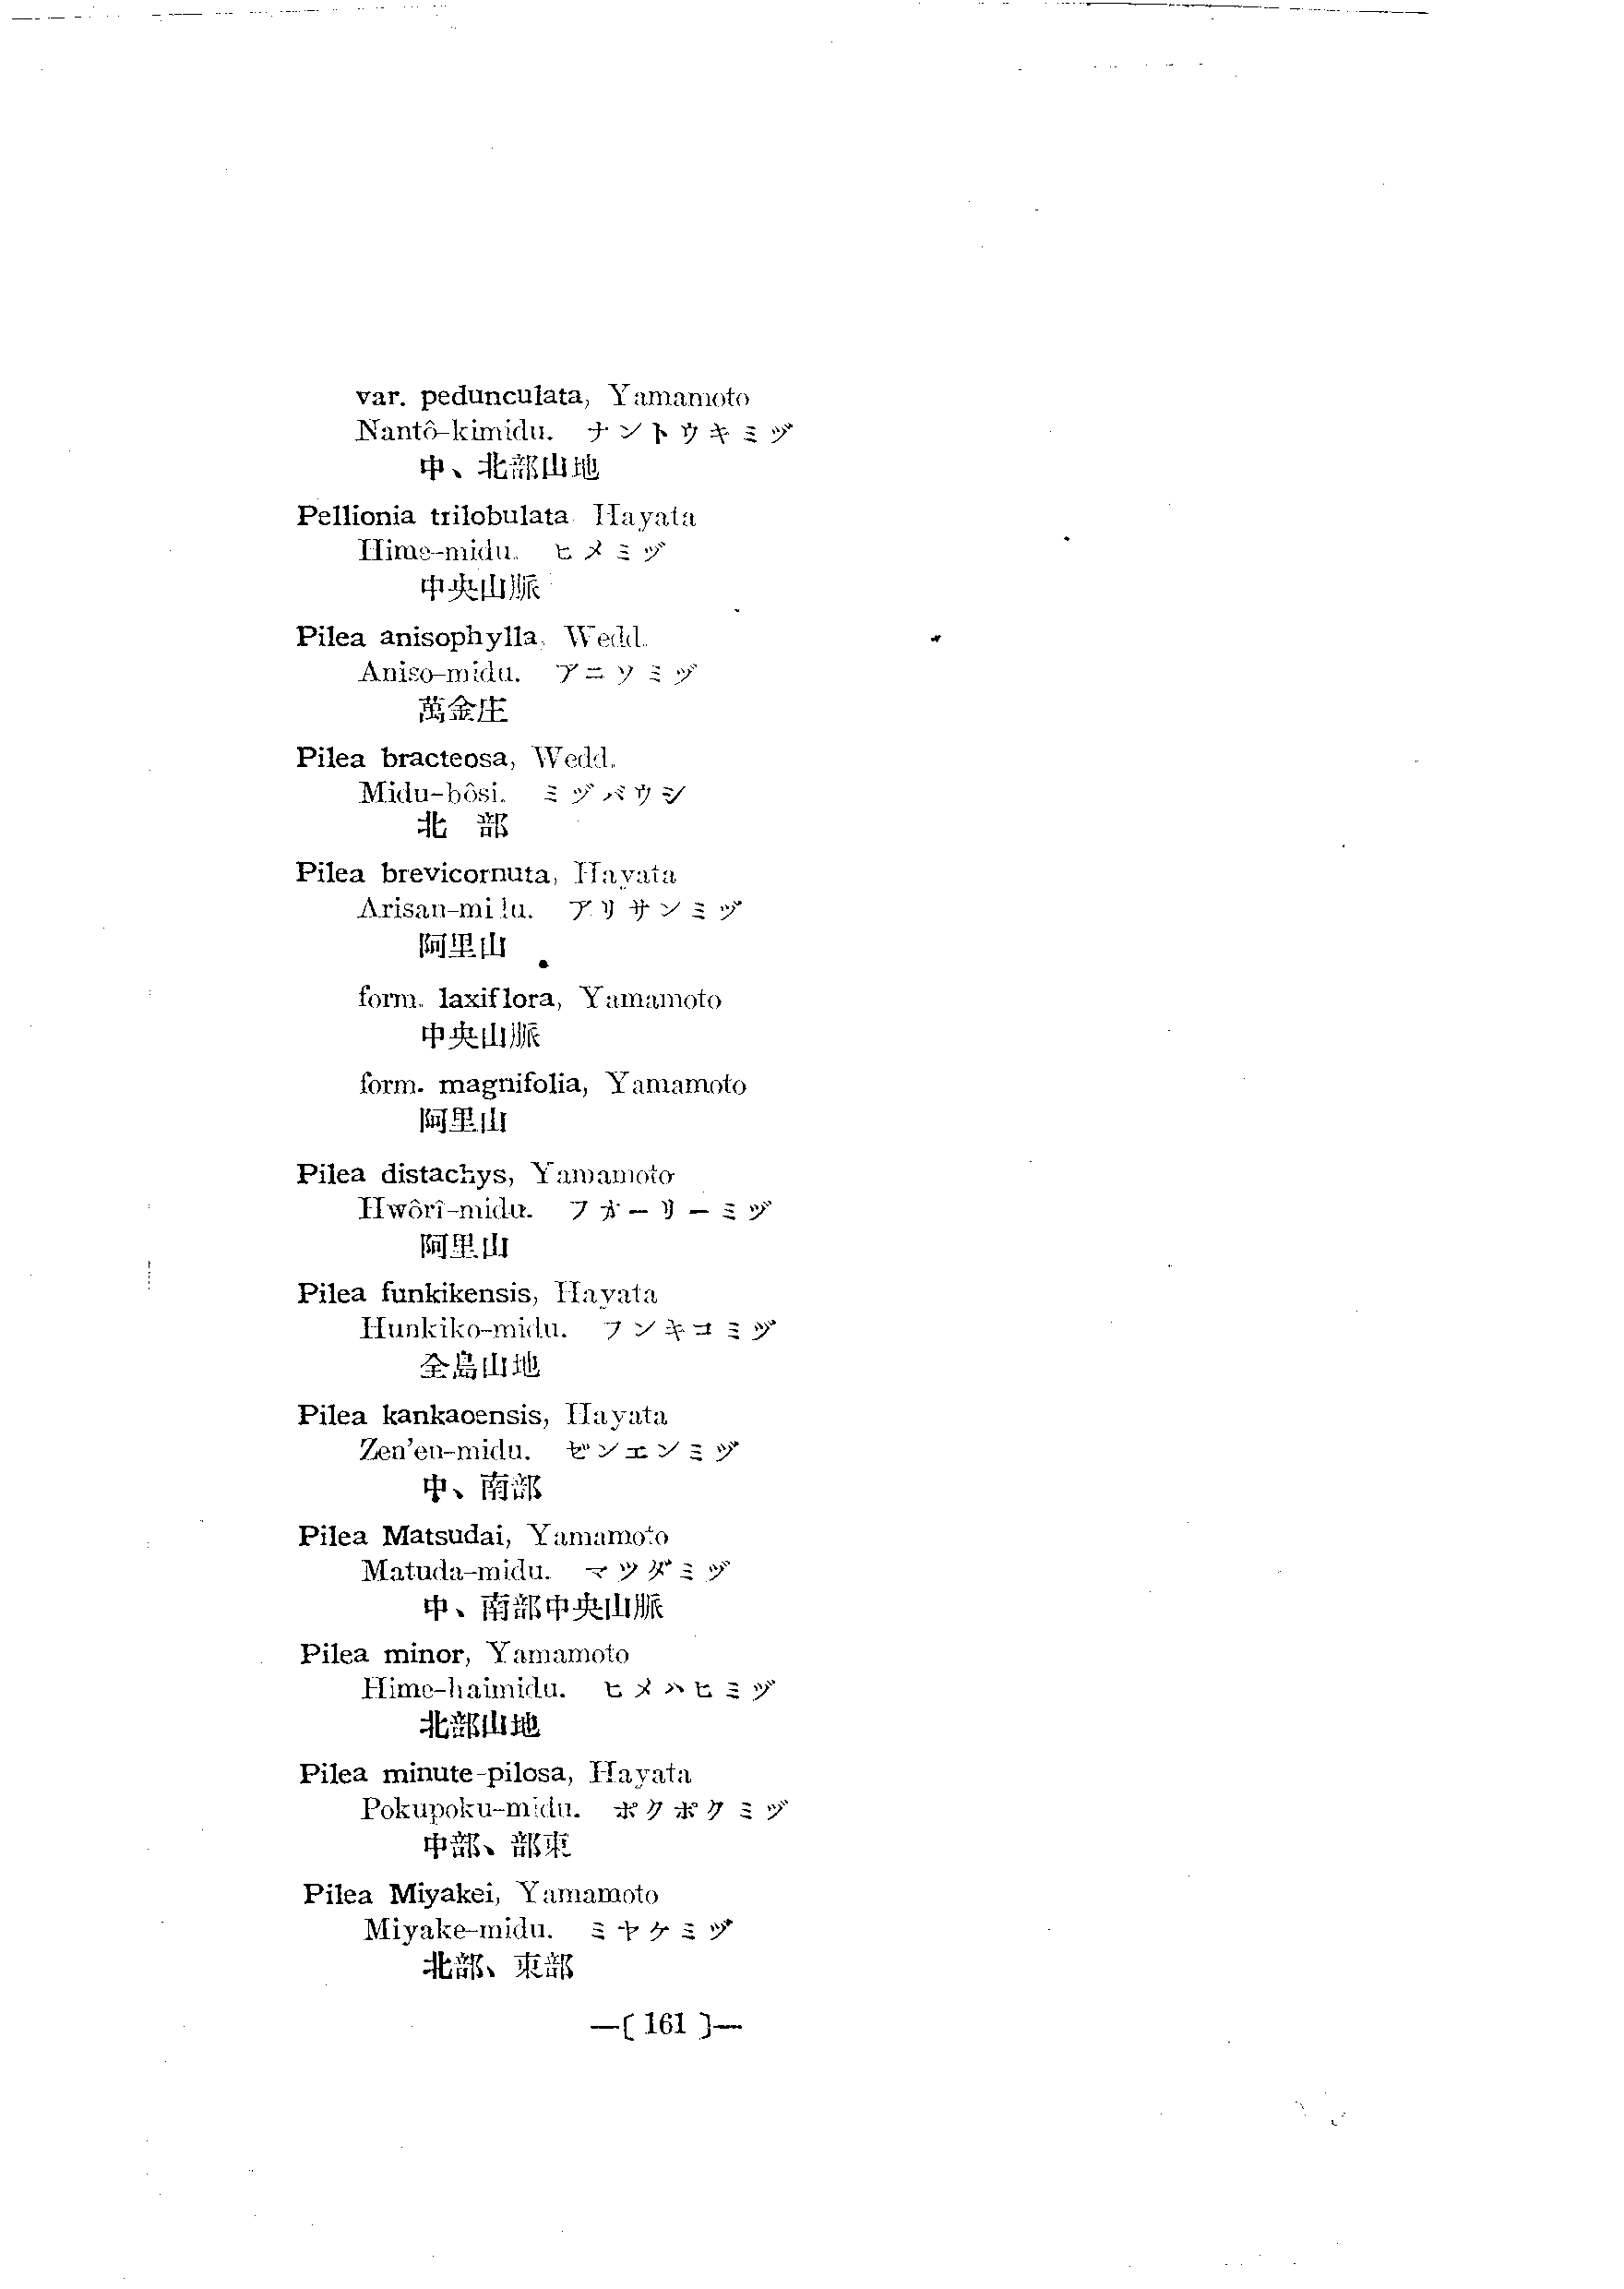 var. pedunculata, Yamamoto
Nantô-kimidu. ナントウキミヅ
中、北部山地
Pellionia trilobulata Hayata
Hime-midu. ヒメミヅ
中央山脈
Pilea anisophylla, Wedd.
Aniso-midu. アニソミヅ
萬金庄
Pilea bracteosa, Wedd.
Midu-bôsi. ミヅバウシ
北 部
Pilea brevicornuta, Hayata
Arisan-midu. アリサンミヅ
阿里山
form. laxiflora, Yamamoto
中央山脈
form. magnifolia, Yamamoto
阿里山
Pilea distachys, Yamamoto
Hwôrî-midu. フォーリーミヅ
阿里山
Pilea funkikensis, Hayata
Hunkiko-midu. フンキコミヅ
全島山地
Pilea kankaoensis, Hayata
Zen'en-midu. ゼンエンミヅ
中、南部
Pilea Matsudai, Yamamoto
Matuda-midu. マツダミヅ
中、南部中央山脈
Pilea minor, Yamamoto
Hime-haimidu. ヒメハヒミヅ
北部山地
Pilea minute-pilosa, Hayata
Pokupoku-midu. ポクポクミヅ
中部、部東
Pilea Miyakei, Yamamoto
Miyake-midu. ミヤケミヅ
北部、東部
—( 161 )—